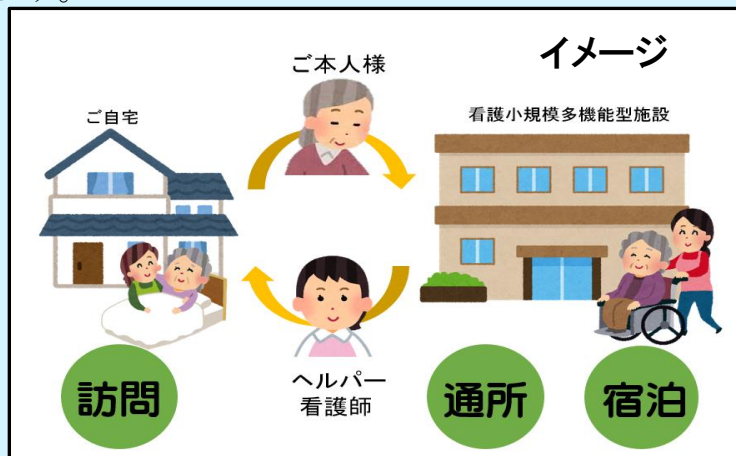 イメージ
ご本人様
ご自宅
看護小規模多機能型施設
ヘルパー
看護師
訪問
通所
宿泊